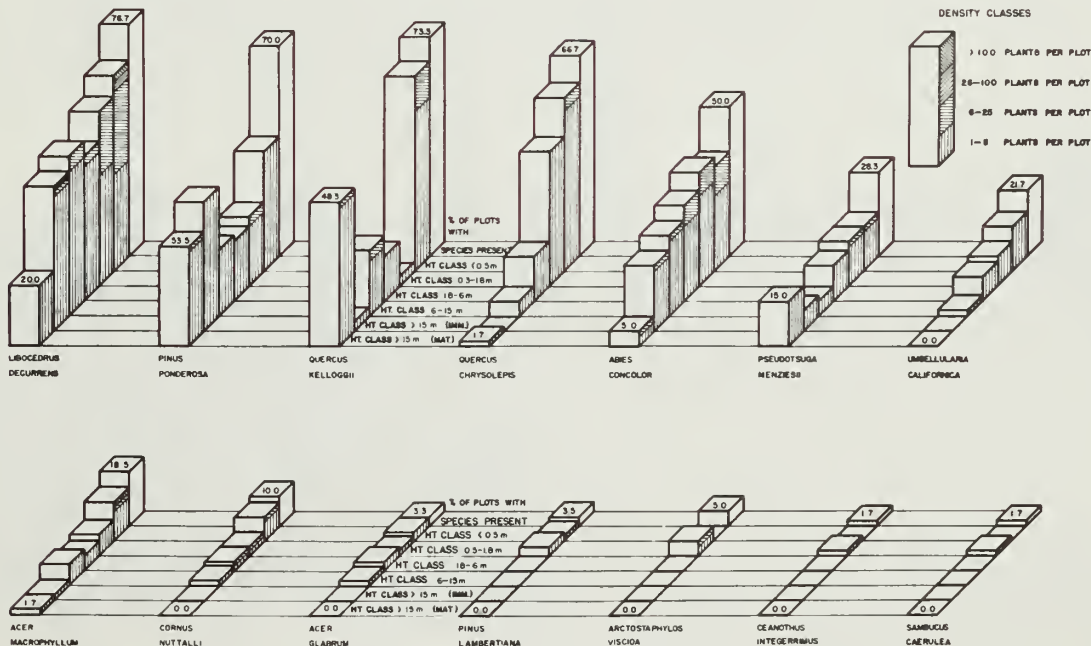 DENSITY CLASSES
>100 PLANTS PER PLOT
26-100 PLANTS PER PLOT
6-25 PLANTS PER PLOT
1-5 PLANTS PER PLOT
76.7
70.0
73.3
66.7
50.0
28.3
21.7
% OF PLOTS
WITH
SPECIES PRESENT
HT CLASS <0.5m
HT CLASS 0.5-1.8m
HT CLASS 1.8-6m
HT CLASS 6-15 m
HT CLASS >15 m (IMM.)
HT CLASS >15 m (MAT)
20.0
53.3
48.3
1.7
5.0
15.0
0.0
LIBOCEDRUS
DECURRENS
PINUS
PONDEROSA
QUERCUS
KELLOGGII
QUERCUS
CHRYSOLEPIS
ABIES
CONCOLOR
PSEUDOTSUGA
MENZIESII
UMBELLULARIA
CALIFORNICA
18.3
10.0
3.3
3.3
5.0
1.7
1.7
% OF PLOTS WITH
SPECIES PRESENT
HT CLASS <0.5m
HT CLASS 0.5-1.8m
HT CLASS 1.8-6m
HT CLASS 6-15m
HT CLASS >15m (IMM.)
HT CLASS >15m (MAT)
1.7
0.0
0.0
0.0
0.0
0.0
0.0
ACER
MACROPHYLLUM
CORNUS
NUTTALLI
ACER
GLABRUM
PINUS
LAMBERTIANA
ARCTOSTAPHYLOS
VISCIDA
CEANOTHUS
INTEGERRIMUS
SAMBUCUS
CAERULEA